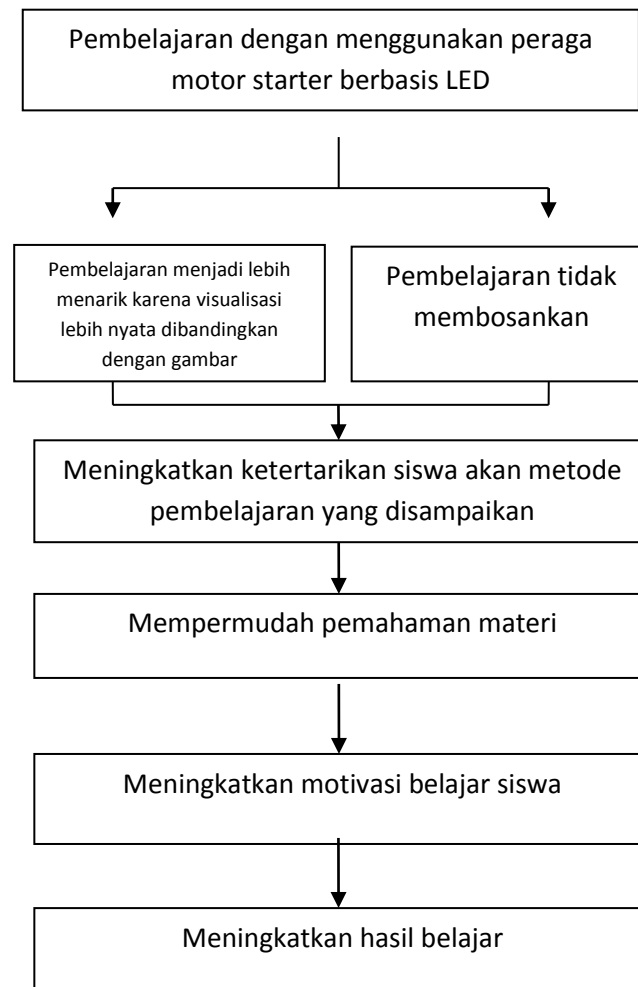 Pembelajaran dengan menggunakan peraga
motor starter berbasis LED
Pembelajaran menjadi lebih
menarik karena visualisasi
lebih nyata dibandingkan
dengan gambar
Pembelajaran tidak
membosankan
Meningkatkan ketertarikan siswa akan metode
pembelajaran yang disampaikan
Mempermudah pemahaman materi
Meningkatkan motivasi belajar siswa
Meningkatkan hasil belajar